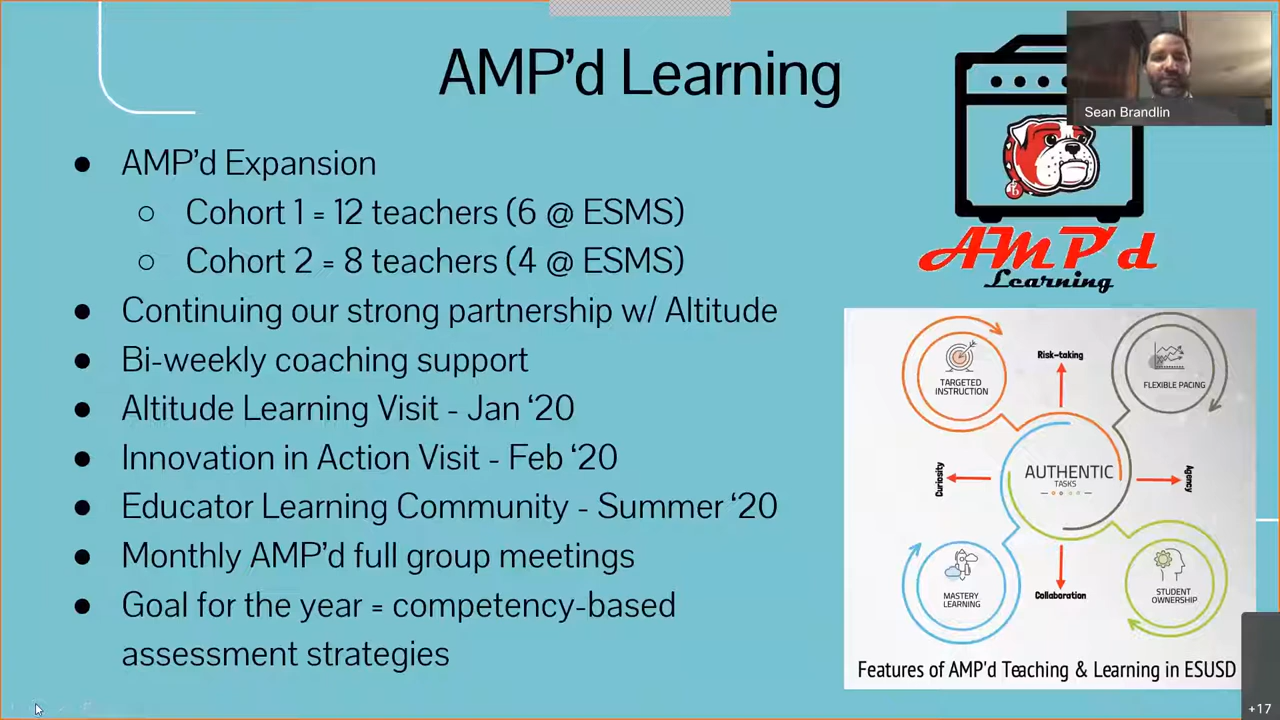 AMP'd Learning
Sean Brandlin
● AMP'd Expansion
○ Cohort 1 = 12 teachers (6 @ ESMS)
○ Cohort 2 = 8 teachers (4 @ ESMS)
● Continuing our strong partnership w/ Altitude
● Bi-weekly coaching support
● Altitude Learning Visit - Jan ‘20
● Innovation in Action Visit - Feb ‘20
● Educator Learning Community - Summer ‘20
● Monthly AMP'd full group meetings
● Goal for the year = competency-based
assessment strategies
AMP'd
Learning
TARGETED
INSTRUCTION
Risk-taking
FLEXIBLE PACING
Curiosity
AUTHENTIC
TASKS
Agency
MASTERY
LEARNING
Collaboration
STUDENT
OWNERSHIP
Features of AMP'd Teaching & Learning in ESUSD
+17